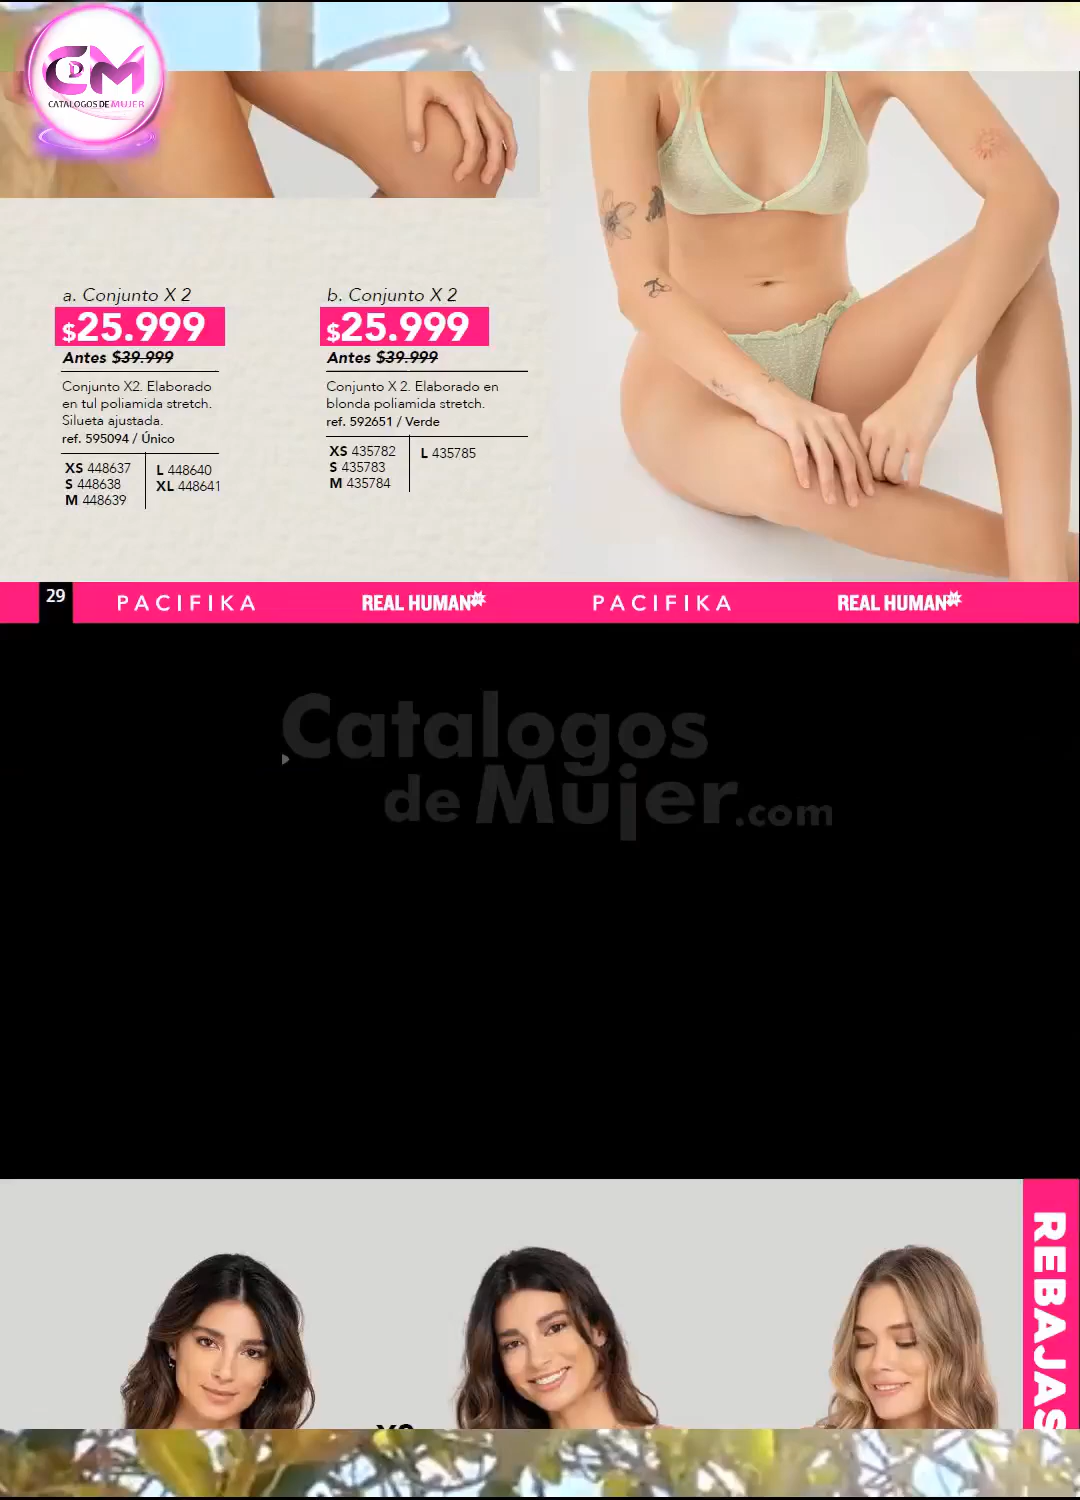 CDM
CATALOGOS DE MUJER
a. Conjunto X 2
$25.999
Antes $39.999
Conjunto X2. Elaborado
en tul poliamida stretch.
Silueta ajustada.
ref. 595094 / Único
XS 448637
S 448638
M 448639
L 448640
XL 448641
b. Conjunto X 2
$25.999
Antes $39.999
Conjunto X 2. Elaborado en
blonda poliamida stretch.
ref. 592651 / Verde
XS 435782
S 435783
M 435784
L 435785
29
PACIFIKA
REAL HUMAN
PACIFIKA
REAL HUMAN
Catalogos
de Mujer.com
REBAJAS